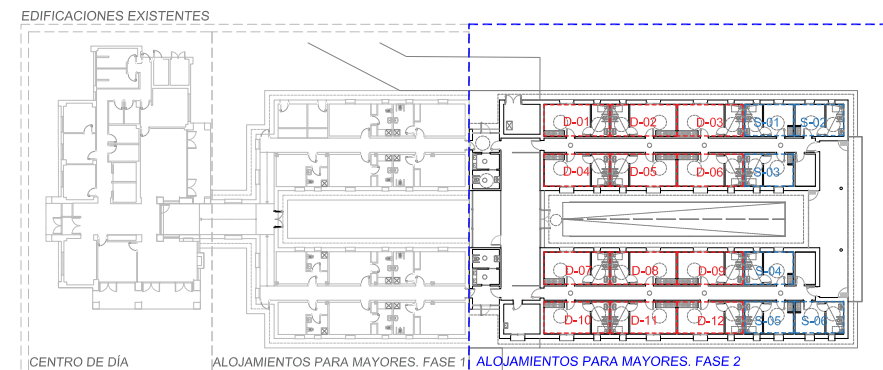 EDIFICACIONES EXISTENTES
D-01 D-02 D-03 S-01 S-02
D-04 D-05 D-06 S-03
D-07 D-08 D-09 S-04
D-10 D-11 D-12 S-05 S-06
CENTRO DE DÍA
ALOJAMIENTOS PARA MAYORES. FASE 1
ALOJAMIENTOS PARA MAYORES. FASE 2